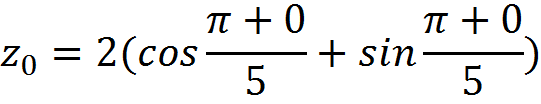 z₀ = 2(cos (π + 0)/5 + sin (π + 0)/5)